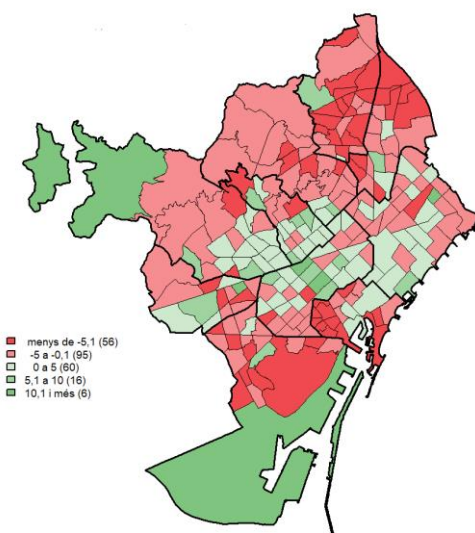 menys de -5,1 (56)
-5 a -0,1 (95)
0 a 5 (60)
5,1 a 10 (16)
10,1 i més (6)